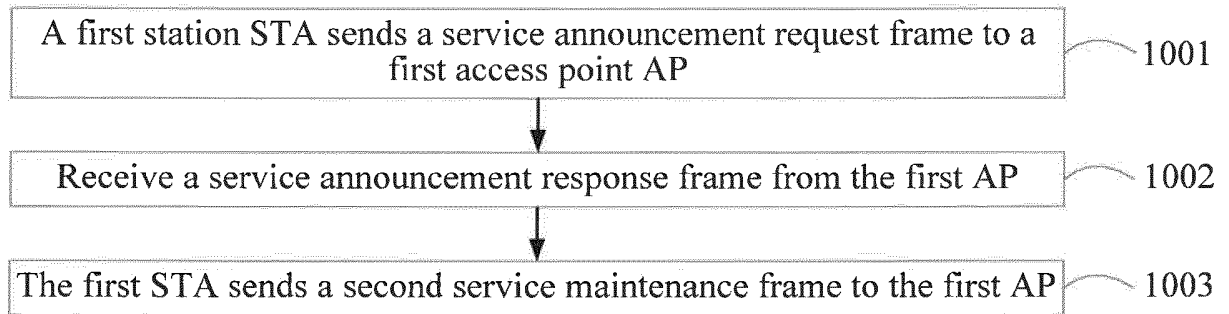 A first station STA sends a service announcement request frame to a
first access point AP
1001
Receive a service announcement response frame from the first AP
1002
The first STA sends a second service maintenance frame to the first AP
1003